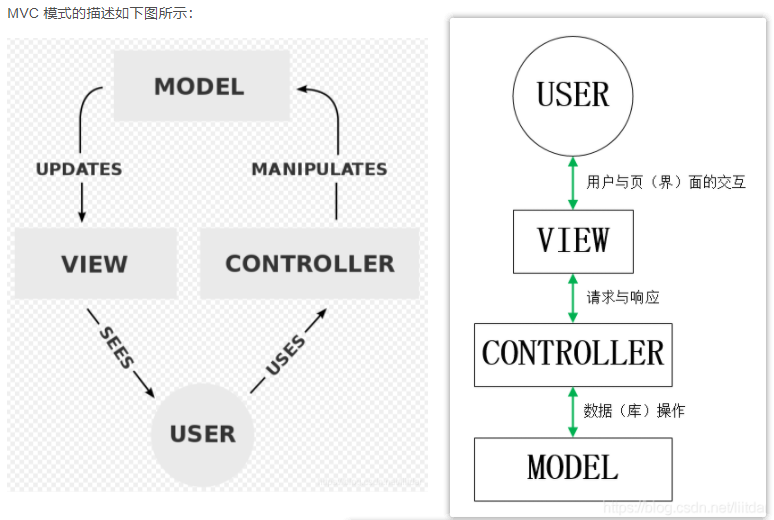 MVC 模式的描述如下图所示：
MODEL
UPDATES
MANIPULATES
VIEW
CONTROLLER
SEES
USES
USER
USER
用户与页（界）面的交互
VIEW
请求与响应
CONTROLLER
数据（库）操作
MODEL
https://blog.csdn.net/liitdar